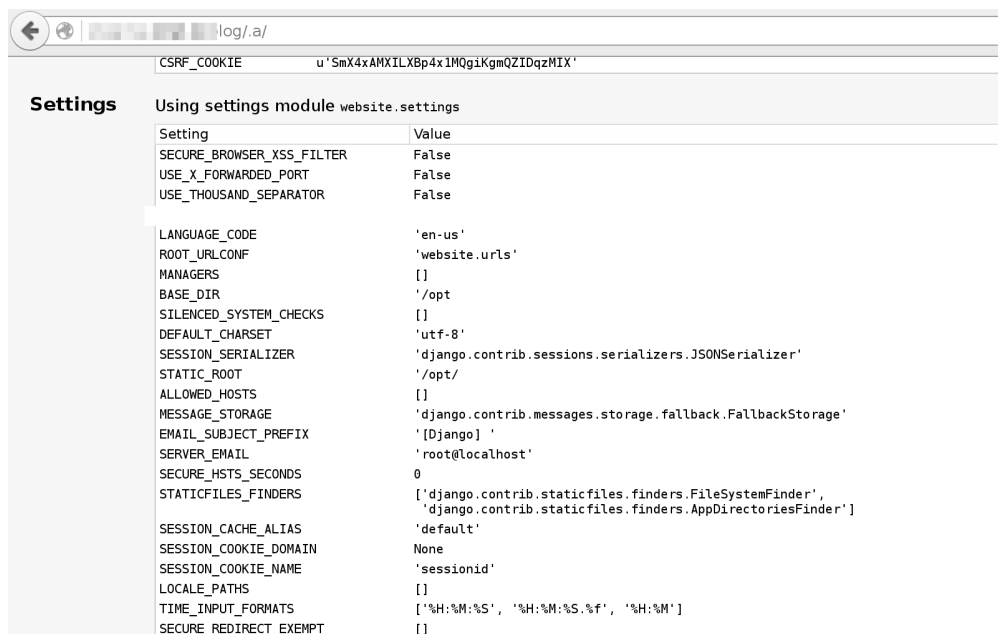 log/.a/
CSRF_COOKIE u'SmX4xAMXILXBp4x1MQgiKgmQZIDqzMIX'
Settings Using settings module website.settings
Setting Value
SECURE_BROWSER_XSS_FILTER False
USE_X_FORWARDED_PORT False
USE_THOUSAND_SEPARATOR False
LANGUAGE_CODE 'en-us'
ROOT_URLCONF 'website.urls'
MANAGERS []
BASE_DIR '/opt
SILENCED_SYSTEM_CHECKS []
DEFAULT_CHARSET 'utf-8'
SESSION_SERIALIZER 'django.contrib.sessions.serializers.JSONSerializer'
STATIC_ROOT '/opt/
ALLOWED_HOSTS []
MESSAGE_STORAGE 'django.contrib.messages.storage.fallback.FallbackStorage'
EMAIL_SUBJECT_PREFIX '[Django] '
SERVER_EMAIL 'root@localhost'
SECURE_HSTS_SECONDS 0
STATICFILES_FINDERS ['django.contrib.staticfiles.finders.FileSystemFinder',
'django.contrib.staticfiles.finders.AppDirectoriesFinder']
SESSION_CACHE_ALIAS 'default'
SESSION_COOKIE_DOMAIN None
SESSION_COOKIE_NAME 'sessionid'
LOCALE_PATHS []
TIME_INPUT_FORMATS ['%H:%M:%S', '%H:%M:%S.%f', '%H:%M']
SECURE_REDIRECT_EXEMPT []